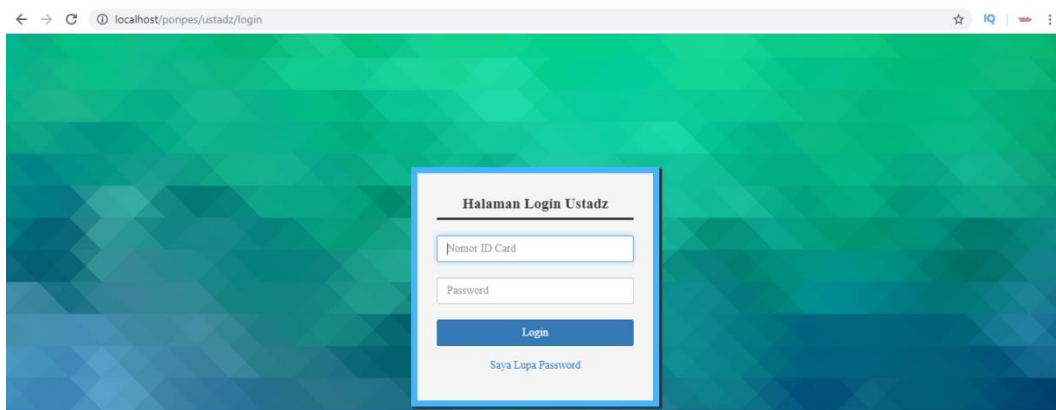 localhost/ponpes/ustadz/login
IQ
Halaman Login Ustadz
Nomor ID Card
Password
Login
Saya Lupa Password